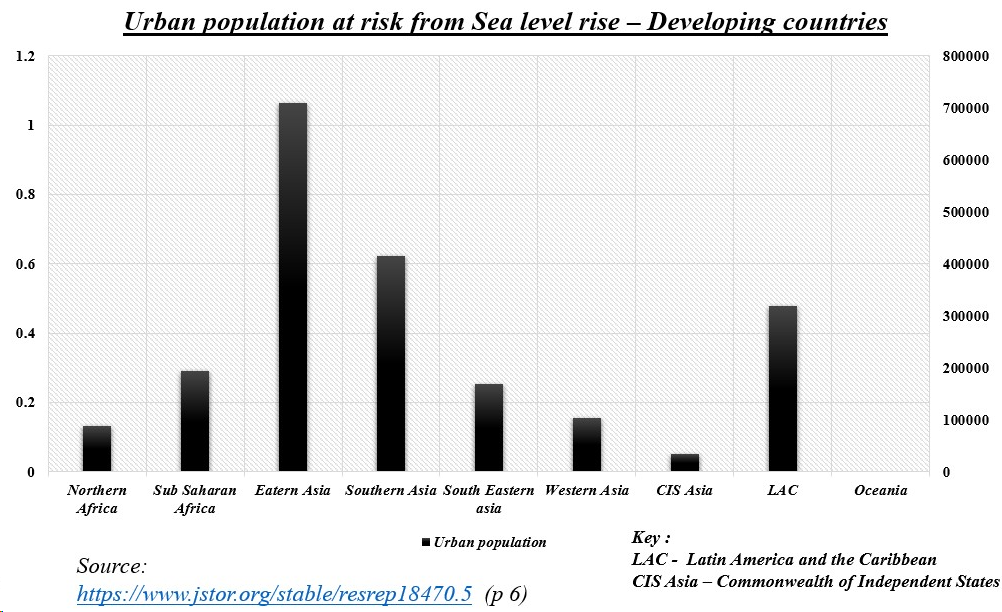 Urban population at risk from Sea level rise – Developing countries
1.2
1
0.8
0.6
0.4
0.2
0
800000
700000
600000
500000
400000
300000
200000
100000
0
Northern Africa
Sub Saharan Africa
Eatern Asia
Southern Asia
South Eastern asia
Western Asia
CIS Asia
LAC
Oceania
Urban population
Key :
LAC - Latin America and the Caribbean
CIS Asia – Commonwealth of Independent States
Source:
https://www.jstor.org/stable/resrep18470.5 (p 6)